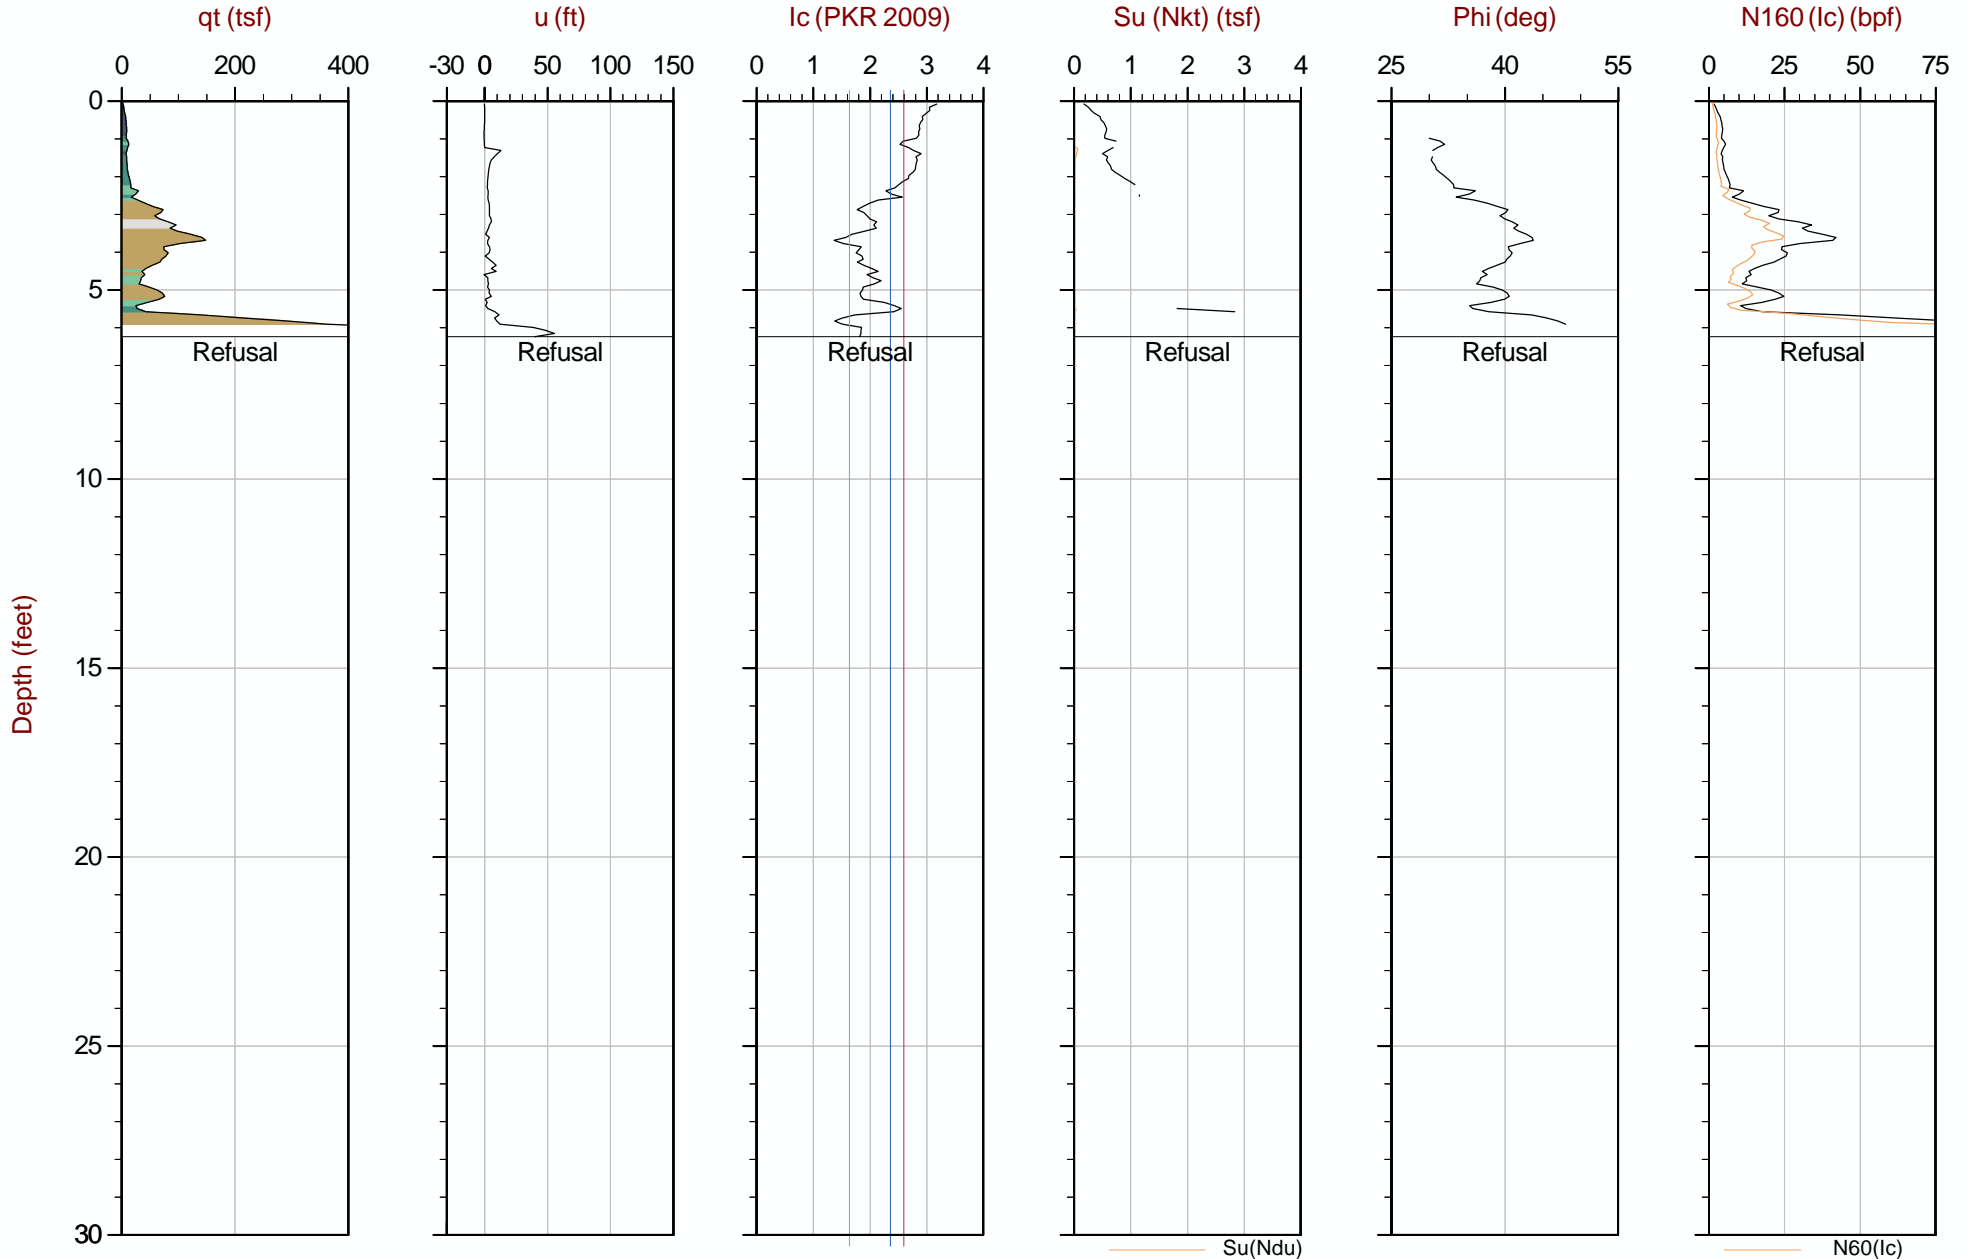 qt (tsf) u (ft) Ic (PKR 2009) Su (Nkt) (tsf) Phi (deg) N160 (Ic) (bpf)
0 200 400 -30 0 50 100 150 0 1 2 3 4 0 1 2 3 4 25 40 55 0 25 50 75
0
5
Refusal Refusal Refusal Refusal Refusal Refusal
10
15
Depth (feet)
20
25
30
Su(Ndu) N60(Ic)